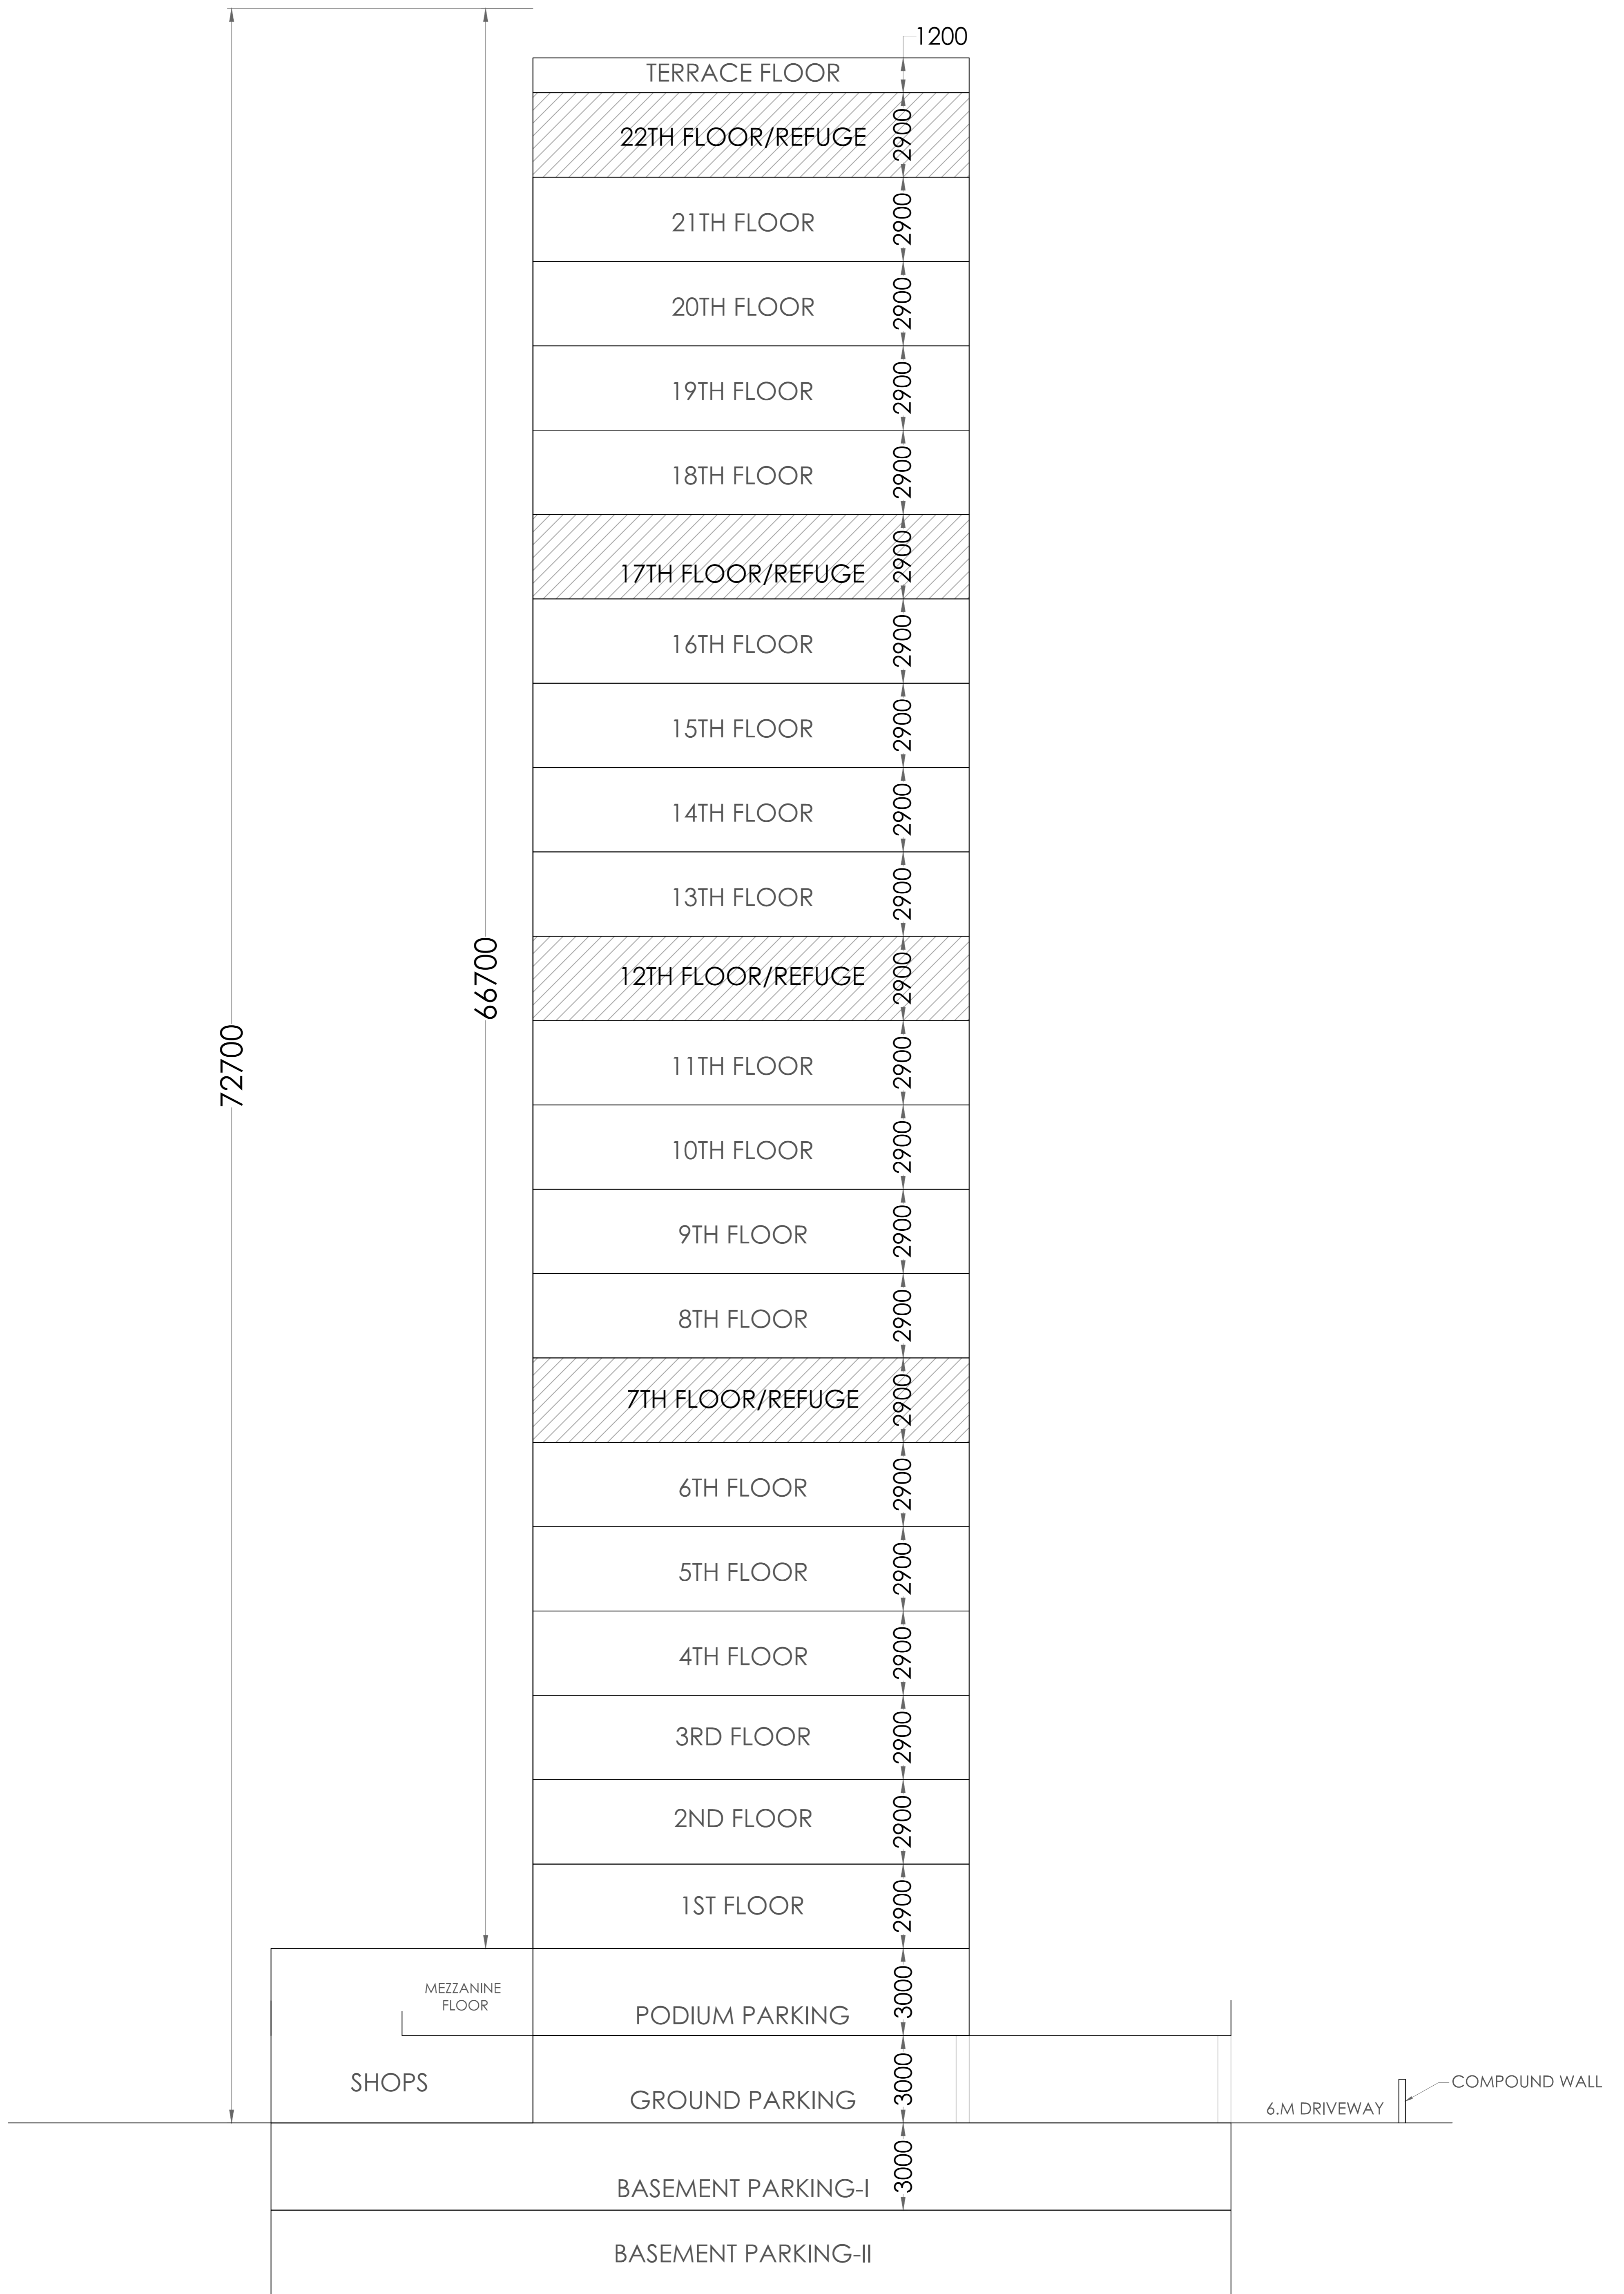 1200
TERRACE FLOOR
22TH FLOOR/REFUGE 2900
21TH FLOOR 2900
20TH FLOOR 2900
19TH FLOOR 2900
18TH FLOOR 2900
17TH FLOOR/REFUGE 2900
16TH FLOOR 2900
15TH FLOOR 2900
14TH FLOOR 2900
13TH FLOOR 2900
12TH FLOOR/REFUGE 2900
66700
11TH FLOOR 2900
72700
10TH FLOOR 2900
9TH FLOOR 2900
8TH FLOOR 2900
7TH FLOOR/REFUGE 2900
6TH FLOOR 2900
5TH FLOOR 2900
4TH FLOOR 2900
3RD FLOOR 2900
2ND FLOOR 2900
1ST FLOOR 2900
MEZZANINE
FLOOR
PODIUM PARKING 3000
SHOPS
GROUND PARKING 3000
COMPOUND WALL
6.M DRIVEWAY
BASEMENT PARKING-I 3000
BASEMENT PARKING-II